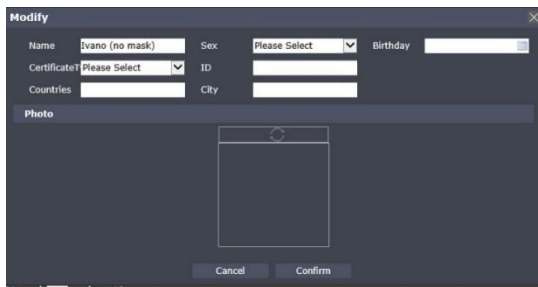 Modify
Name Ivano (no mask) Sex Please Select Birthday
CertificateT Please Select ID
Countries City
Photo
Cancel Confirm